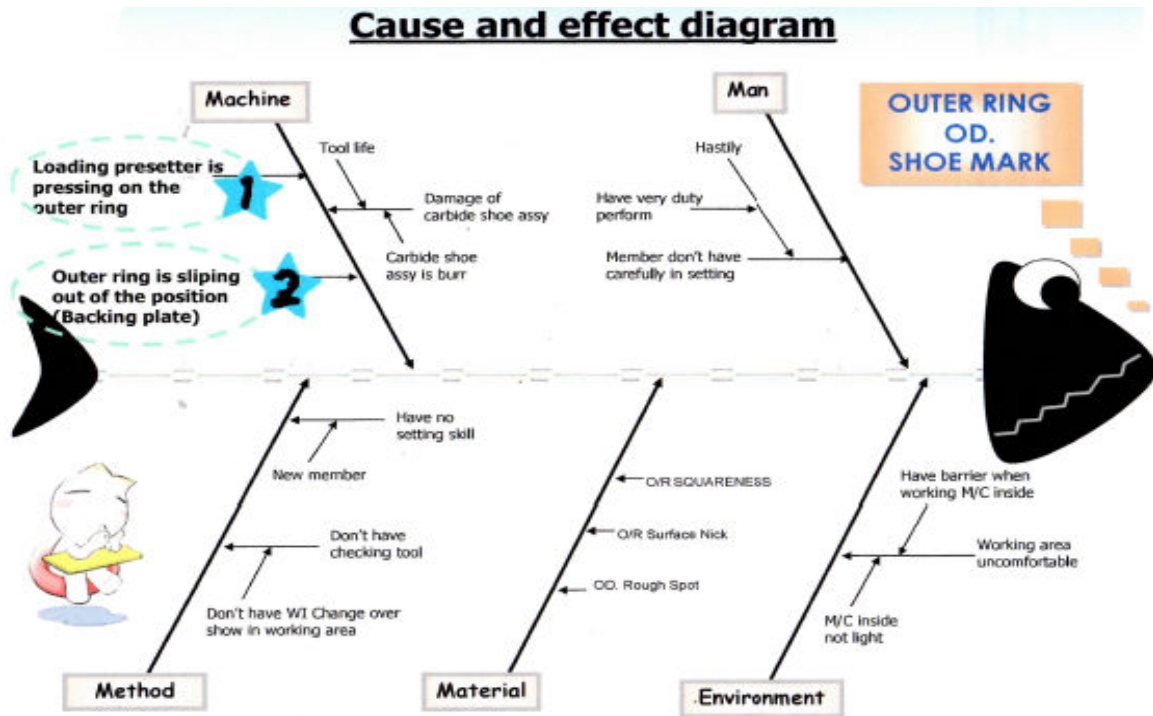 Cause and effect diagram
Machine
Man
OUTER RING
OD.
SHOE MARK
Loading presetter is
pressing on the
outer ring
1
Tool life
Damage of
carbide shoe assy
Carbide shoe
assy is burr
Outer ring is sliping
out of the position
(Backing plate)
2
Hastily
Have very duty
perform
Member don't have
carefully in setting
Have no
setting skill
New member
Don't have
checking tool
Don't have WI Change over
show in working area
O/R SQUARENESS
O/R Surface Nick
OD. Rough Spot
Have barrier when
working M/C inside
Working area
uncomfortable
M/C inside
not light
Method
Material
Environment